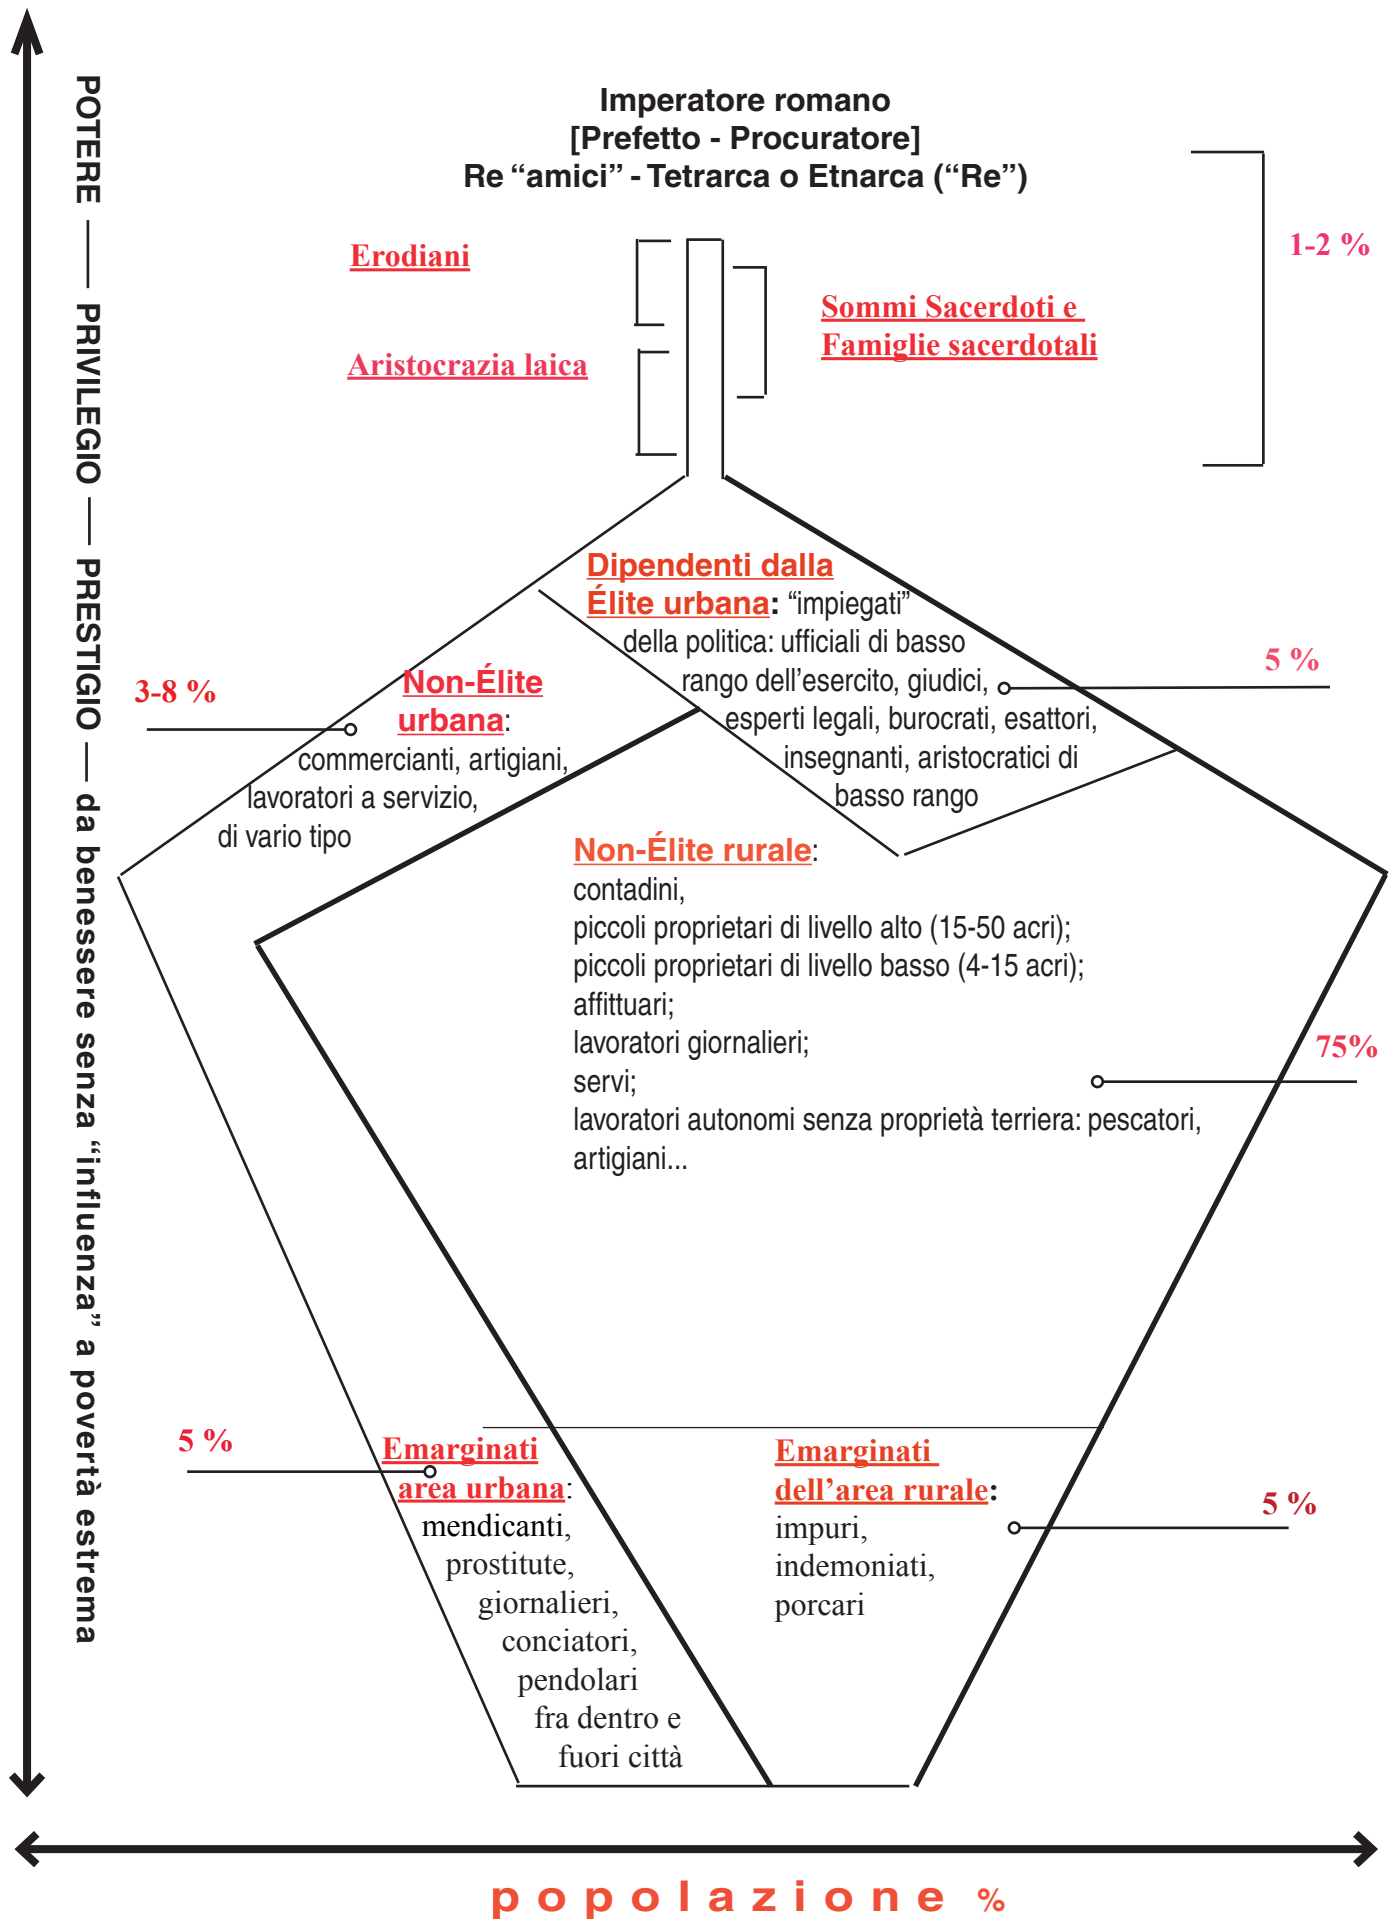 Imperatore romano
[Prefetto - Procuratore]
Re “amici” - Tetrarca o Etnarca (“Re”)
POTERE — PRIVILEGIO — PRESTIGIO — da benessere senza “influenza” a povertà estrema
Erodiani
1-2 %
Sommi Sacerdoti e
Famiglie sacerdotali
Aristocrazia laica
Dipendenti dalla
Élite urbana: “impiegati”
della politica: ufficiali di basso
rango dell’esercito, giudici,
esperti legali, burocrati, esattori,
insegnanti, aristocratici di
basso rango
5 %
3-8 %
Non-Élite
urbana:
commercianti, artigiani,
lavoratori a servizio,
di vario tipo
Non-Élite rurale:
contadini,
piccoli proprietari di livello alto (15-50 acri);
piccoli proprietari di livello basso (4-15 acri);
affittuari;
lavoratori giornalieri;
servi;
lavoratori autonomi senza proprietà terriera: pescatori,
artigiani...
75%
5 %
Emarginati
area urbana:
mendicanti,
prostitute,
giornalieri,
conciatori,
pendolari
fra dentro e
fuori città
Emarginati
dell’area rurale:
impuri,
indemoniati,
porcari
5 %
popolazione %